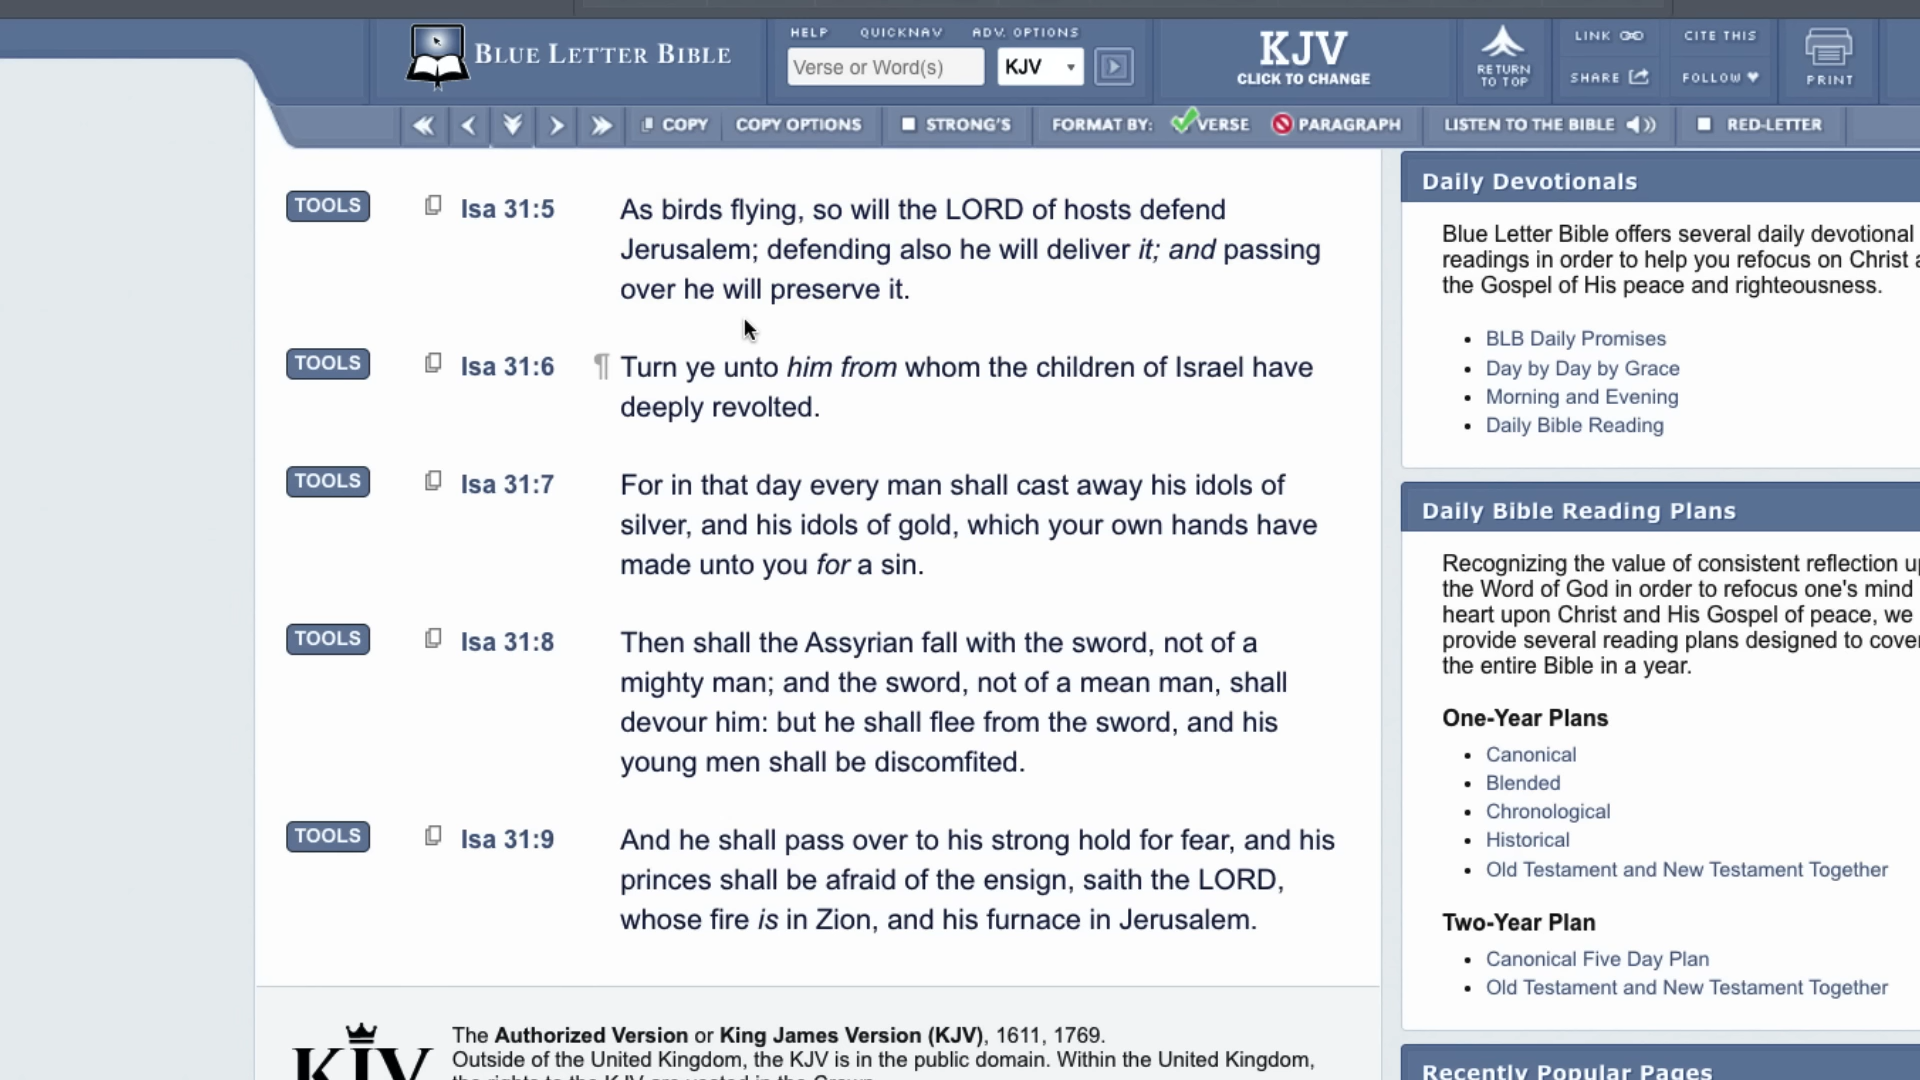 BLUE LETTER BIBLE
HELP QUICKNAV ADV. OPTIONS
Verse or Word(s) KJV
KJV
CLICK TO CHANGE
RETURN
TO TOP
LINK
SHARE
CITE THIS
FOLLOW
PRINT
COPY COPY OPTIONS STRONG'S FORMAT BY: VERSE PARAGRAPH LISTEN TO THE BIBLE RED-LETTER
TOOLS Isa 31:5 As birds flying, so will the LORD of hosts defend
Jerusalem; defending also he will deliver it; and passing
over he will preserve it.
TOOLS Isa 31:6 ¶ Turn ye unto him from whom the children of Israel have
deeply revolted.
TOOLS Isa 31:7 For in that day every man shall cast away his idols of
silver, and his idols of gold, which your own hands have
made unto you for a sin.
TOOLS Isa 31:8 Then shall the Assyrian fall with the sword, not of a
mighty man; and the sword, not of a mean man, shall
devour him: but he shall flee from the sword, and his
young men shall be discomfited.
TOOLS Isa 31:9 And he shall pass over to his strong hold for fear, and his
princes shall be afraid of the ensign, saith the LORD,
whose fire is in Zion, and his furnace in Jerusalem.
KJV
The Authorized Version or King James Version (KJV), 1611, 1769.
Outside of the United Kingdom, the KJV is in the public domain. Within the United Kingdom,
the rights to the KJV are vested in the Crown.
Daily Devotionals
Blue Letter Bible offers several daily devotional
readings in order to help you refocus on Christ
the Gospel of His peace and righteousness.
• BLB Daily Promises
• Day by Day by Grace
• Morning and Evening
• Daily Bible Reading
Daily Bible Reading Plans
Recognizing the value of consistent reflection
the Word of God in order to refocus one's mind
heart upon Christ and His Gospel of peace, we
provide several reading plans designed to cover
the entire Bible in a year.
One-Year Plans
• Canonical
• Blended
• Chronological
• Historical
• Old Testament and New Testament Together
Two-Year Plan
• Canonical Five Day Plan
• Old Testament and New Testament Together
Recently Popular Pages